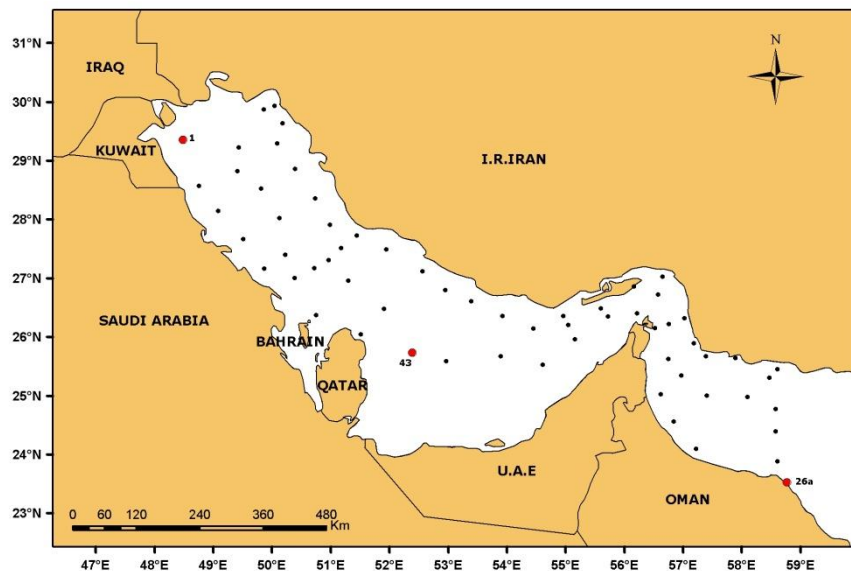 31°N
N
IRAQ
30°N
1
KUWAIT
29°N
I.R.IRAN
28°N
27°N
SAUDI ARABIA
26°N
BAHRAIN
43
QATAR
25°N
24°N
U.A.E
26a
OMAN
23°N
0 60 120 240 360 480
Km
47°E 48°E 49°E 50°E 51°E 52°E 53°E 54°E 55°E 56°E 57°E 58°E 59°E